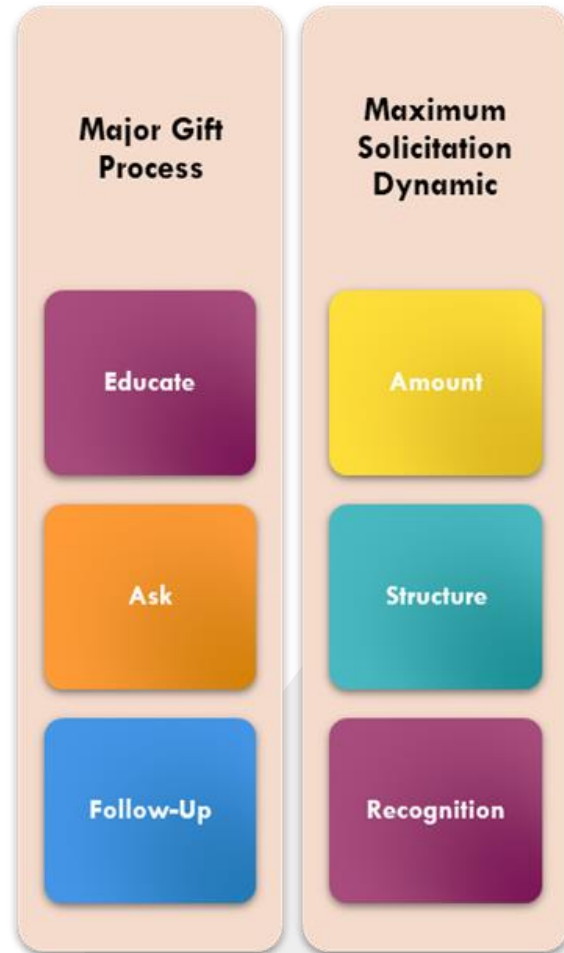 Major Gift
Process
Educate
Ask
Follow-Up
Maximum
Solicitation
Dynamic
Amount
Structure
Recognition